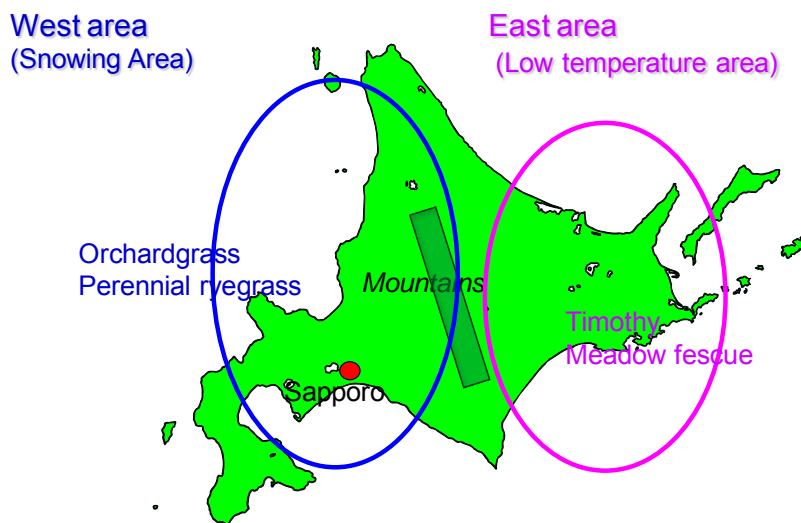 West area
(Snowing Area)
East area
(Low temperature area)
Orchardgrass
Perennial ryegrass
Mountains
Timothy
Meadow fescue
Sapporo